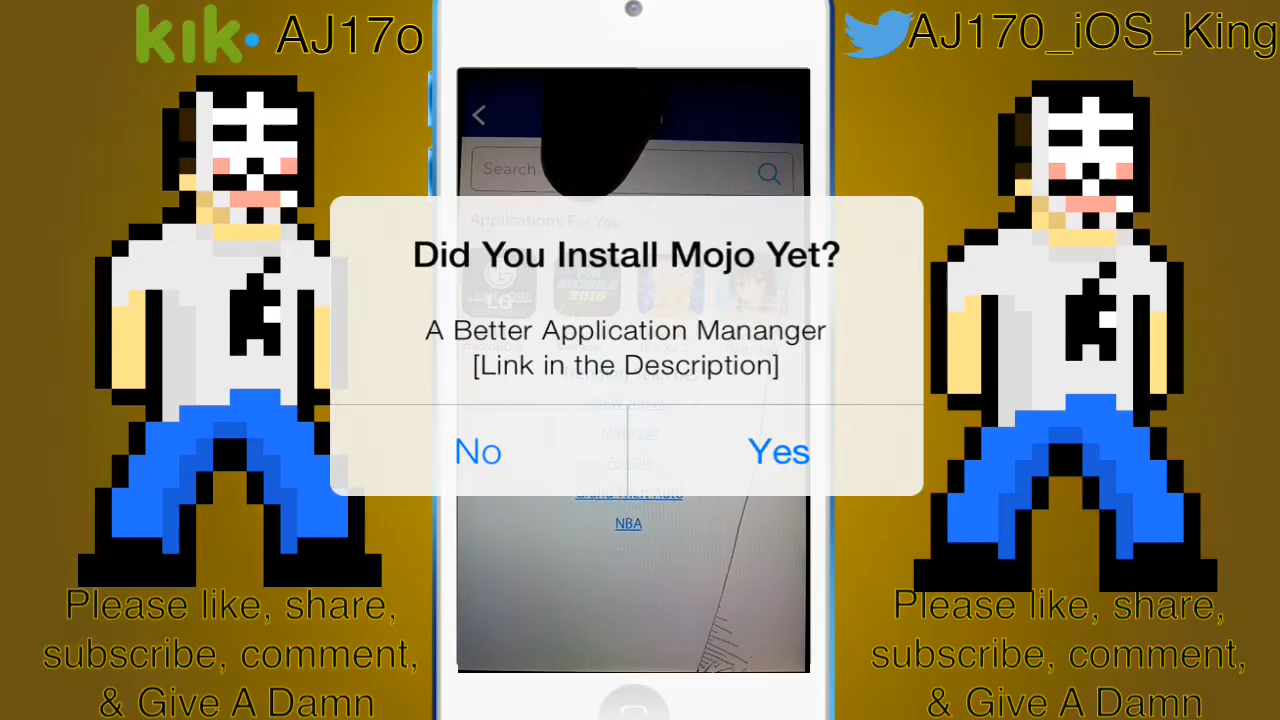 kik• AJ17o
AJ170_iOS_King
Search
Applications For You
Did You Install Mojo Yet?
A Better Application Mananger
[Link in the Description]
No
Yes
Grand Theft Auto
NBA
Please like, share,
subscribe, comment,
& Give A Damn
Please like, share,
subscribe, comment,
& Give A Damn